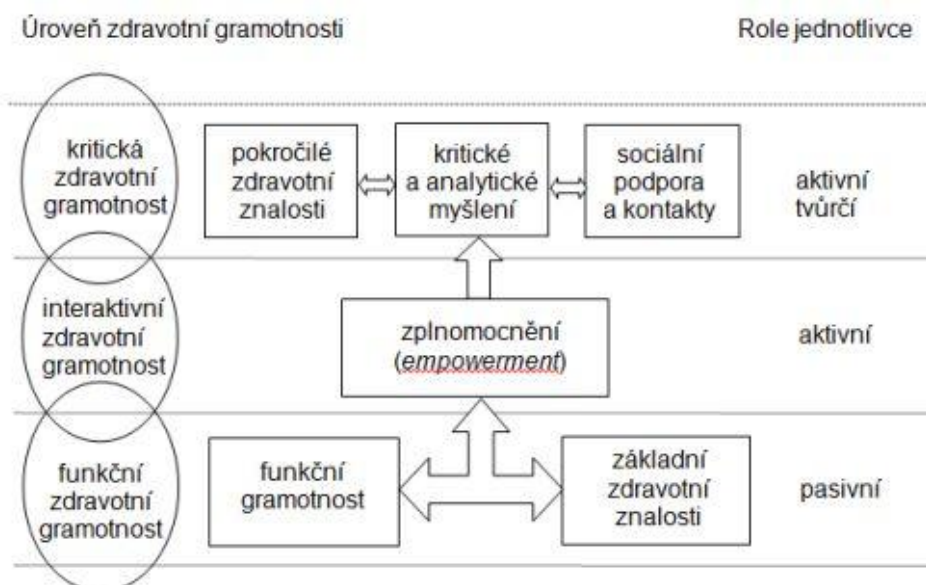 Úroveň zdravotní gramotnosti
Role jednotlivce
kritická
zdravotní
gramotnost
pokročilé
zdravotní
znalosti
kritické
a analytické
myšlení
sociální
podpora
a kontakty
aktivní
tvůrčí
interaktivní
zdravotní
gramotnost
zplnomocnění
(empowerment)
aktivní
funkční
zdravotní
gramotnost
funkční
gramotnost
základní
zdravotní
znalosti
pasivní